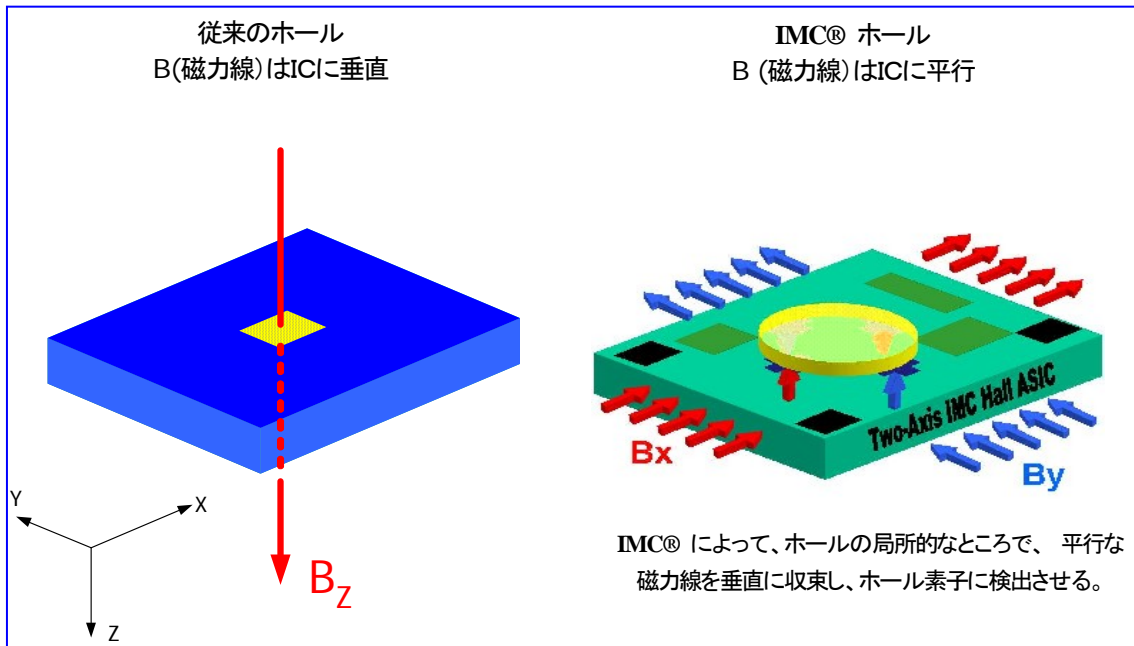 従来のホール
B(磁力線)はICに垂直
IMC® ホール
B (磁力線)はICに平行
Two-Axis IMC Hall ASIC
Bx
By
Y
X
Z
BZ
IMC® によって、ホールの局所的なところで、 平行な
磁力線を垂直に収束し、ホール素子に検出させる。